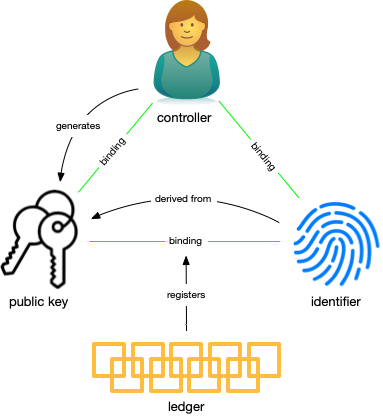 controller
generates
binding
binding
derived from
binding
public key
identifier
registers
ledger